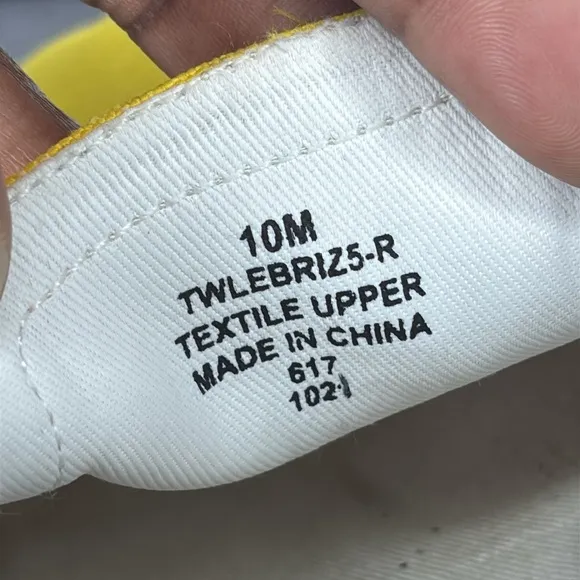 10M
TWLEBRIZ5-R
TEXTILE UPPER
MADE IN CHINA
617
1021